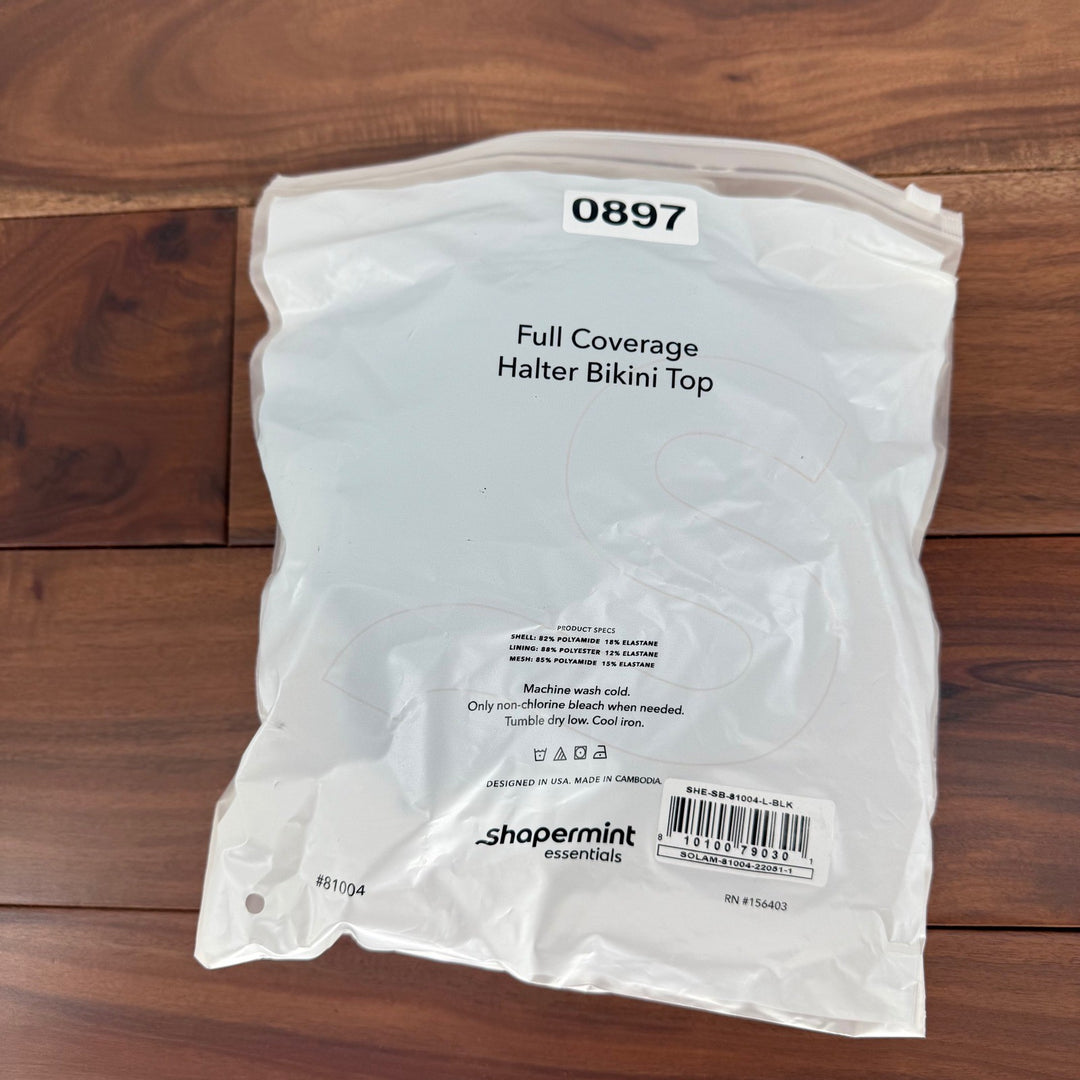 0897
Full Coverage
Halter Bikini Top
PRODUCT SPECS
SHELL: 82% POLYAMIDE 18% ELASTANE
LINING: 88% POLYESTER 12% ELASTANE
MESH: 85% POLYAMIDE 15% ELASTANE
Machine wash cold.
Only non-chlorine bleach when needed.
Tumble dry low. Cool iron.
DESIGNED IN USA. MADE IN CAMBODIA.
shapermint
essentials
SHE-SB-81004-L-BLK
8 10100 79030 1
SOLAM-81004-22051-1
#81004
RN #156403